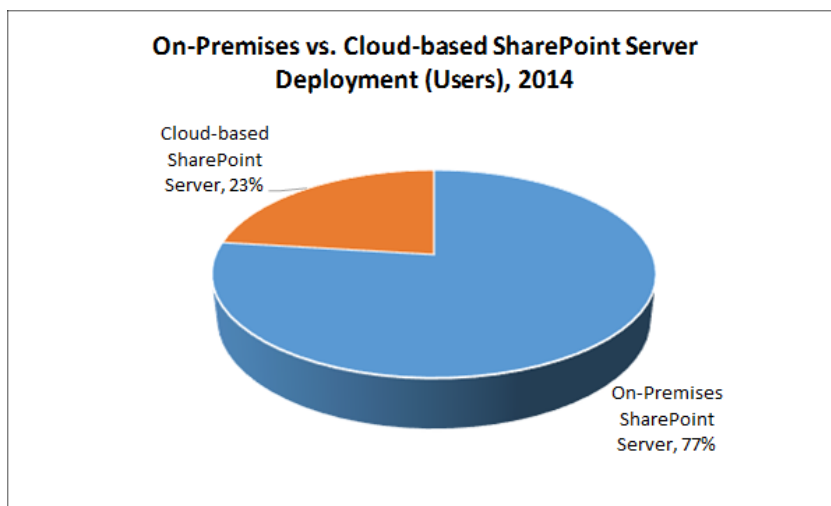 On-Premises vs. Cloud-based SharePoint Server
Deployment (Users), 2014
Cloud-based
SharePoint
Server, 23%
On-Premises
SharePoint
Server, 77%